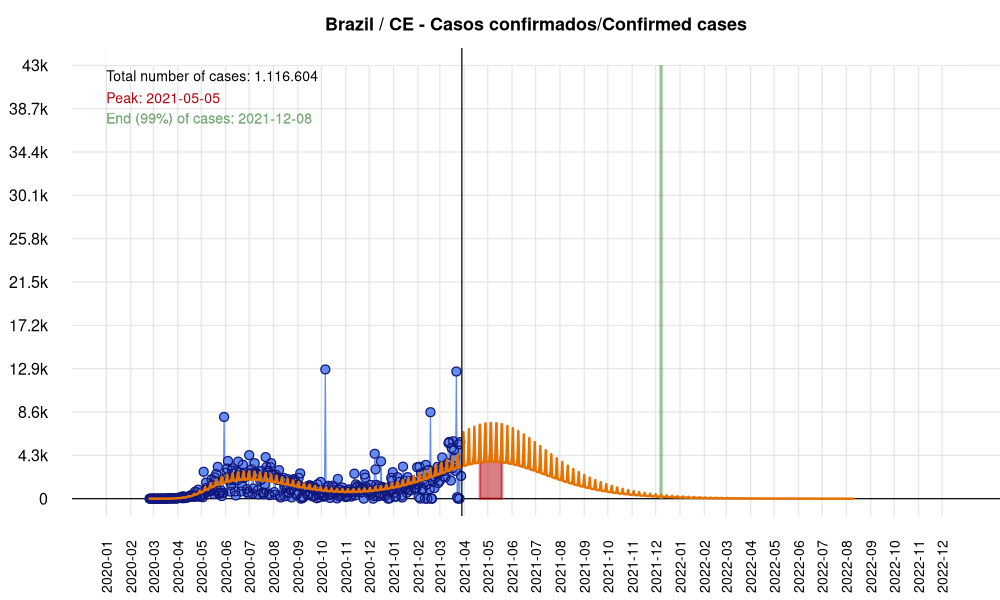 Brazil / CE - Casos confirmados/Confirmed cases
Total number of cases: 1.116.604
Peak: 2021-05-05
End (99%) of cases: 2021-12-08
43k
38.7k
34.4k
30.1k
25.8k
21.5k
17.2k
12.9k
8.6k
4.3k
0
2020-01
2020-02
2020-03
2020-04
2020-05
2020-06
2020-07
2020-08
2020-09
2020-10
2020-11
2020-12
2021-01
2021-02
2021-03
2021-04
2021-05
2021-06
2021-07
2021-08
2021-09
2021-10
2021-11
2021-12
2022-01
2022-02
2022-03
2022-04
2022-05
2022-06
2022-07
2022-08
2022-09
2022-10
2022-11
2022-12